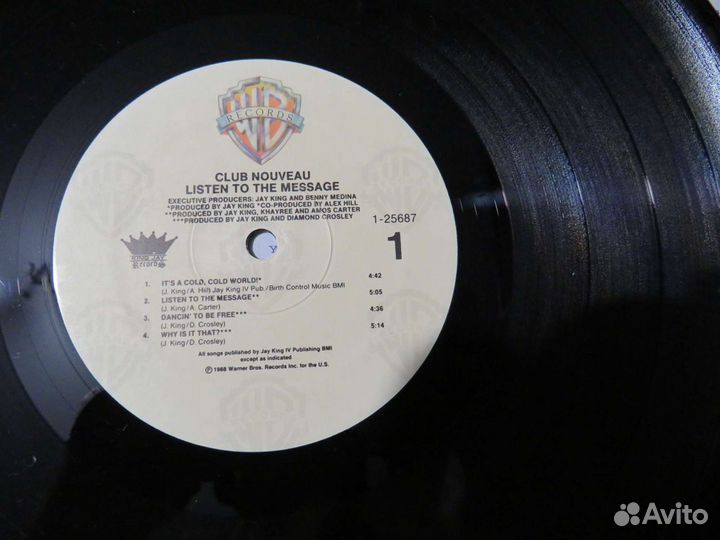 WB
RECORDS
CLUB NOUVEAU
LISTEN TO THE MESSAGE
EXECUTIVE PRODUCERS: JAY KING AND BENNY MEDINA
*PRODUCED BY JAY KING *CO-PRODUCED BY ALEX HILL
**PRODUCED BY JAY KING, KHAYREE AND AMOS CARTER
***PRODUCED BY JAY KING AND DIAMOND CROSLEY
1-25687
1
KING JAY
RECORDS
Y
1. IT'S A COLD, COLD WORLD!* 4:42
(J. King/A. Hill) Jay King IV Pub./Birth Control Music BMI
2. LISTEN TO THE MESSAGE** 5:05
(J. King/A. Carter)
3. DANCIN' TO BE FREE*** 4:36
(J. King/D. Crosley)
4. WHY IS IT THAT?*** 5:14
(J. King/D. Crosley)
All songs published by Jay King IV Publishing BMI
except as indicated
℗ 1988 Warner Bros. Records Inc. for the U.S.
Avito